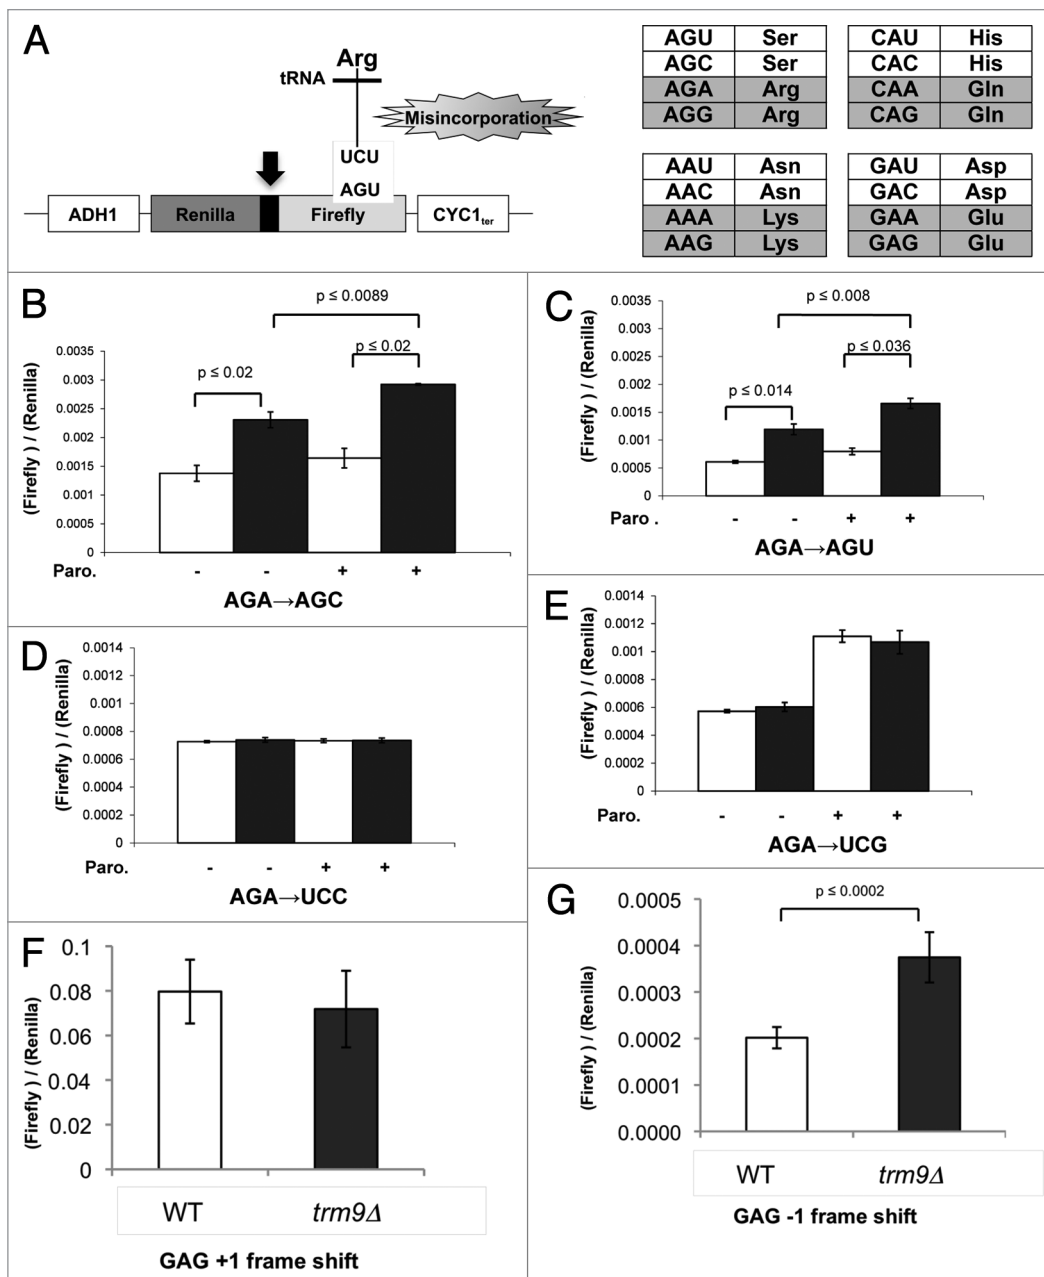 A
Arg
tRNA
Misincorporation
UCU
AGU
ADH1 Renilla Firefly CYC1ter
AGU Ser
AGC Ser
AGA Arg
AGG Arg
CAU His
CAC His
CAA Gln
CAG Gln
AAU Asn
AAC Asn
AAA Lys
AAG Lys
GAU Asp
GAC Asp
GAA Glu
GAG Glu
B
p ≤ 0.0089
p ≤ 0.02
p ≤ 0.02
(Firefly ) / (Renilla)
0.0035
0.003
0.0025
0.002
0.0015
0.001
0.0005
0
Paro. - - + +
AGA→AGC
C
p ≤ 0.008
p ≤ 0.036
p ≤ 0.014
(Firefly ) / (Renilla)
0.0035
0.003
0.0025
0.002
0.0015
0.001
0.0005
0
Paro . - - + +
AGA→AGU
D
(Firefly ) / (Renilla)
0.0014
0.0012
0.001
0.0008
0.0006
0.0004
0.0002
0
Paro. - - + +
AGA→UCC
E
(Firefly ) / (Renilla)
0.0014
0.0012
0.001
0.0008
0.0006
0.0004
0.0002
0
Paro. - - + +
AGA→UCG
F
(Firefly ) / (Renilla)
0.1
0.08
0.06
0.04
0.02
0
WT trm9Δ
GAG +1 frame shift
G
p ≤ 0.0002
(Firefly ) / (Renilla)
0.0005
0.0004
0.0003
0.0002
0.0001
0.0000
WT trm9Δ
GAG -1 frame shift